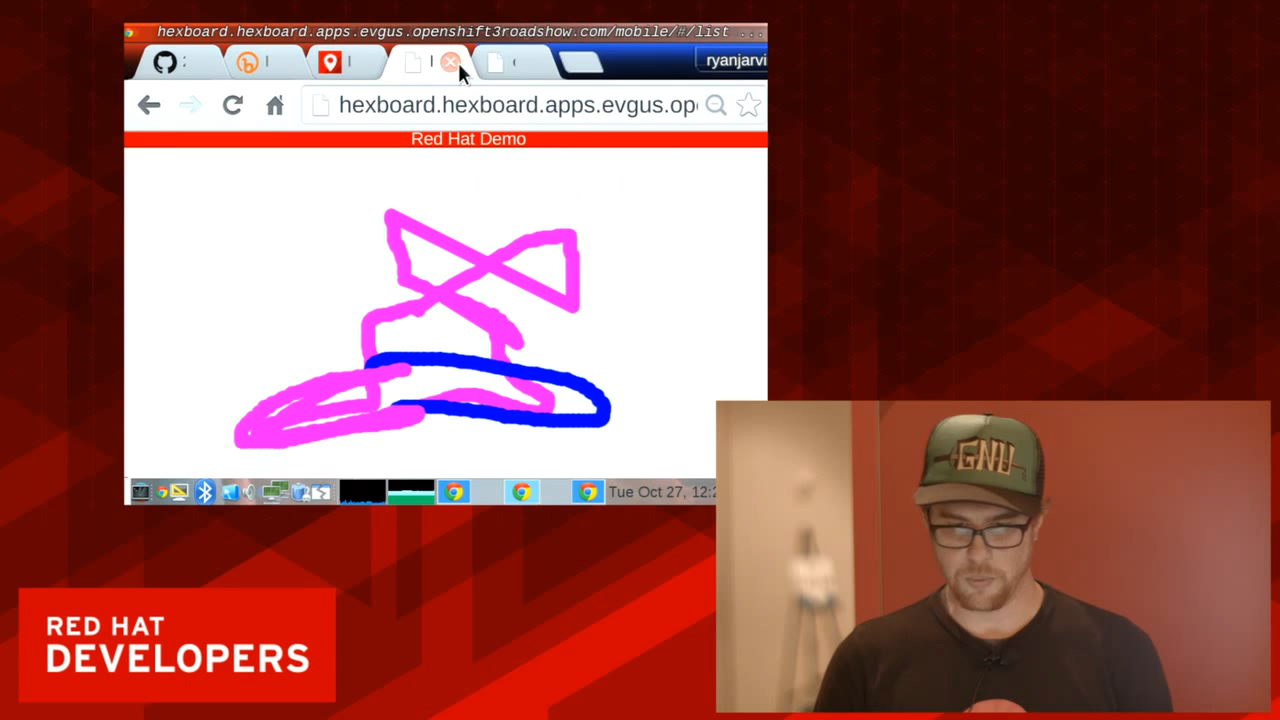 hexboard.hexboard.apps.evgus.openshift3roadshow.com/mobile/#/list ...
ryanjarvi
hexboard.hexboard.apps.evgus.op
Red Hat Demo
Tue Oct 27, 12:2
GNU
RED HAT
DEVELOPERS